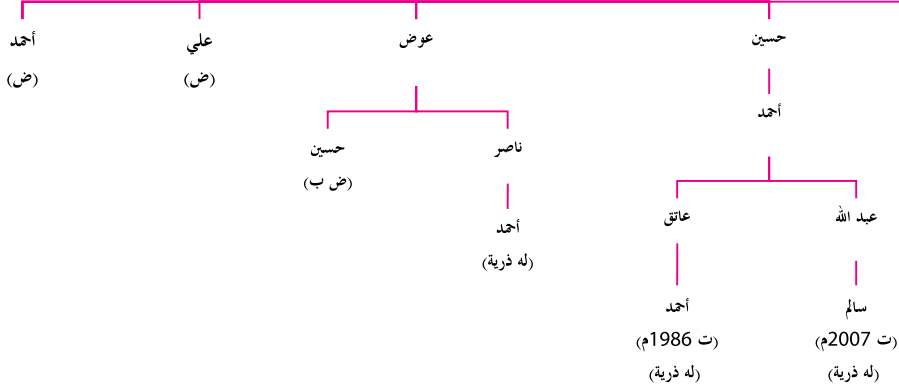 حسين
عوض
علي
(ض)
أحمد
(ض)
أحمد
ناصر
حسين
(ض ب)
عبد الله
عاتق
أحمد
(له ذرية)
سالم
(ت 2007م)
(له ذرية)
أحمد
(ت 1986م)
(له ذرية)